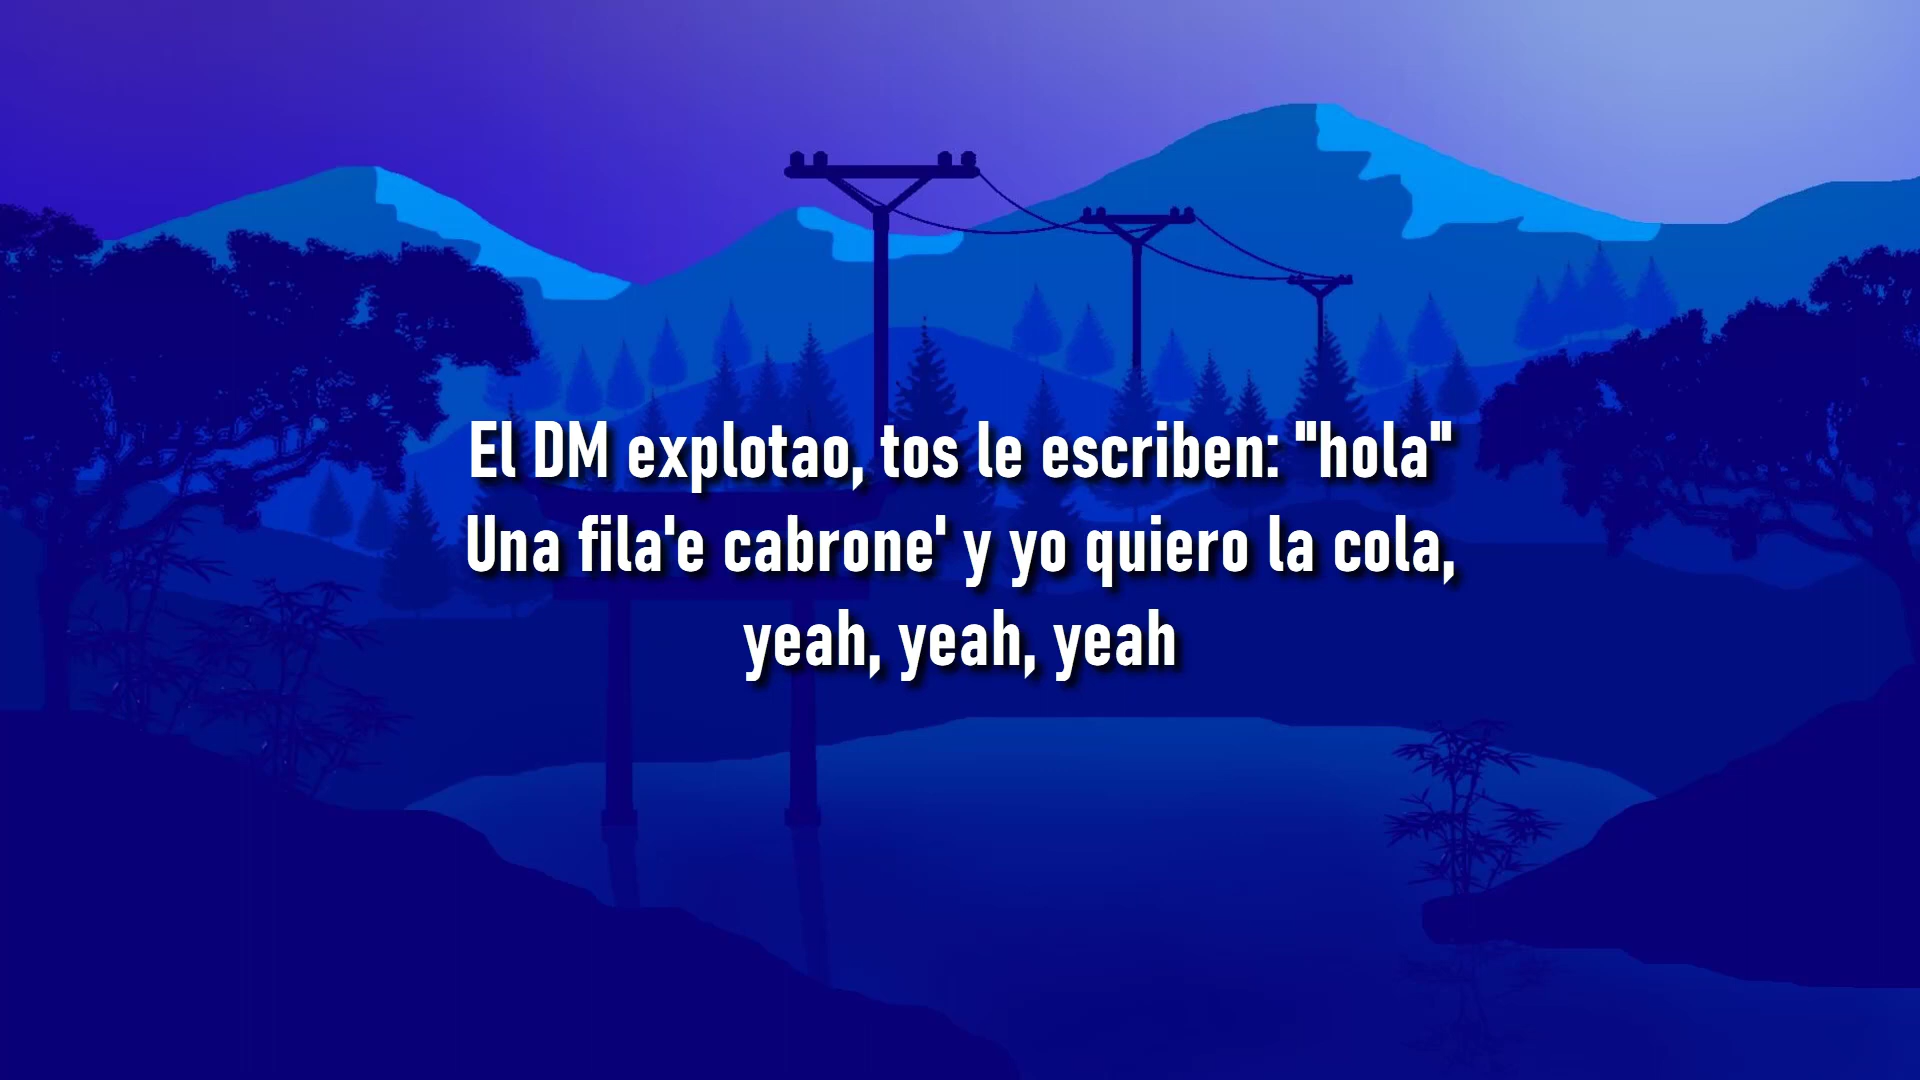 El DM explotao, tos le escriben: "hola"
Una fila'e cabrone' y yo quiero la cola,
yeah, yeah, yeah